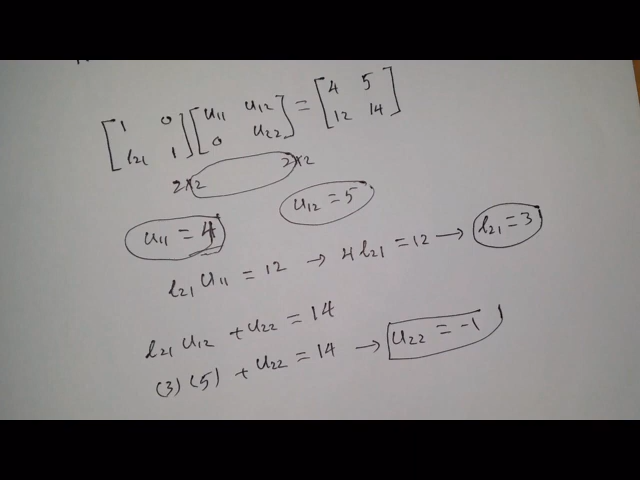 [1 0; l₂₁ 1] [u₁₁ u₁₂; 0 u₂₂] = [4 5; 12 14]
2×2 2×2
u₁₁ = 4 u₁₂ = 5
l₂₁ u₁₁ = 12 → 4 l₂₁ = 12 → l₂₁ = 3
l₂₁ u₁₂ + u₂₂ = 14
(3) (5) + u₂₂ = 14 → u₂₂ = -1